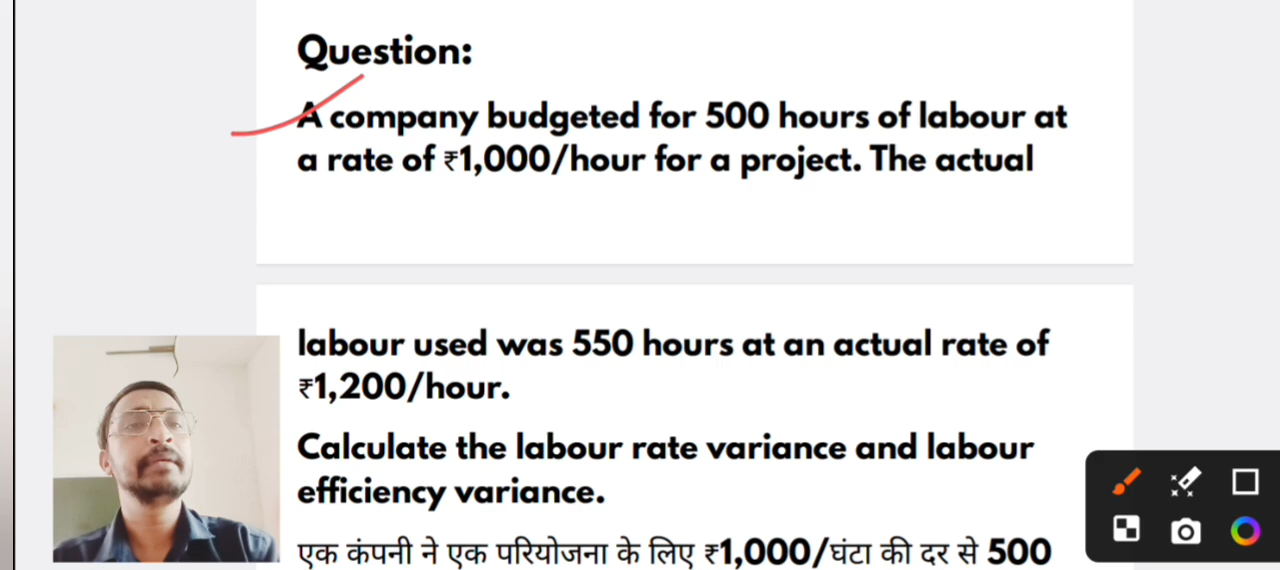 Question:
A company budgeted for 500 hours of labour at
a rate of ₹1,000/hour for a project. The actual
labour used was 550 hours at an actual rate of
₹1,200/hour.
Calculate the labour rate variance and labour
efficiency variance.
एक कंपनी ने एक परियोजना के लिए ₹1,000/घंटा की दर से 500